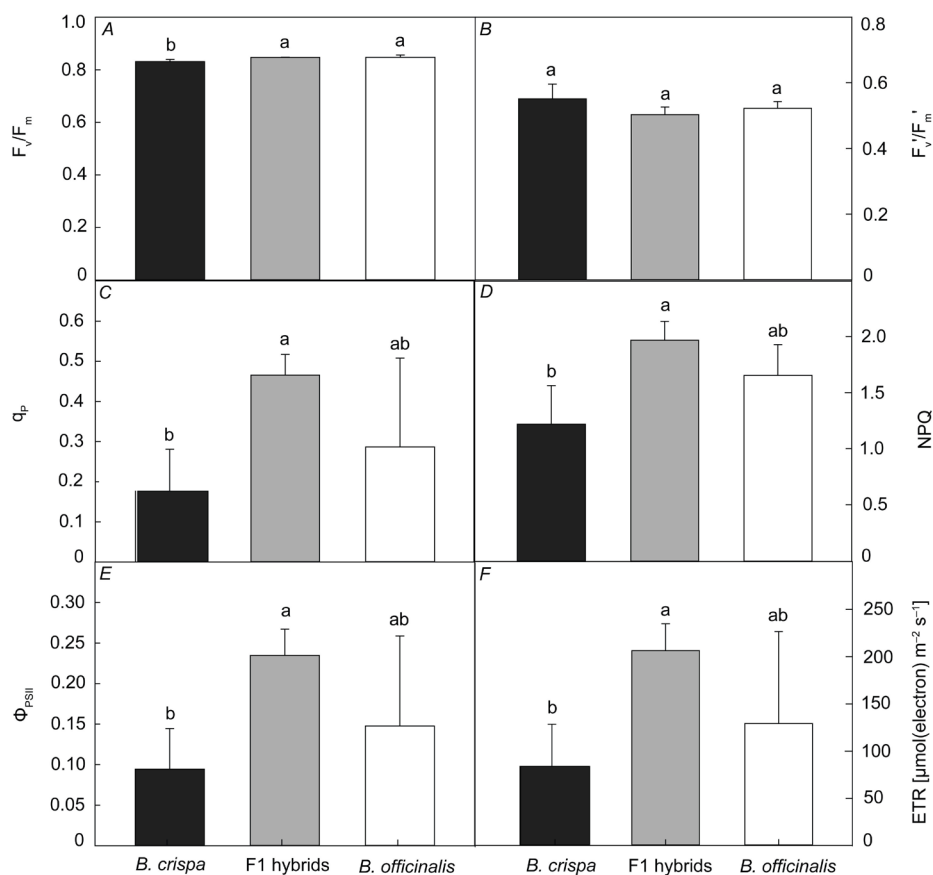 A
B
1.0
0.8
0.6
0.4
0.2
0
Fv/Fm
b
a
a
a
a
a
0.8
0.6
0.4
0.2
0
Fv'/Fm'
C
D
0.6
0.5
0.4
0.3
0.2
0.1
0
qP
b
a
ab
b
a
ab
2.0
1.5
1.0
0.5
0
NPQ
E
F
0.30
0.25
0.20
0.15
0.10
0.05
0
ΦPSII
b
a
ab
b
a
ab
250
200
150
100
50
0
ETR [µmol(electron) m⁻² s⁻¹]
B. crispa F1 hybrids B. officinalis
B. crispa F1 hybrids B. officinalis